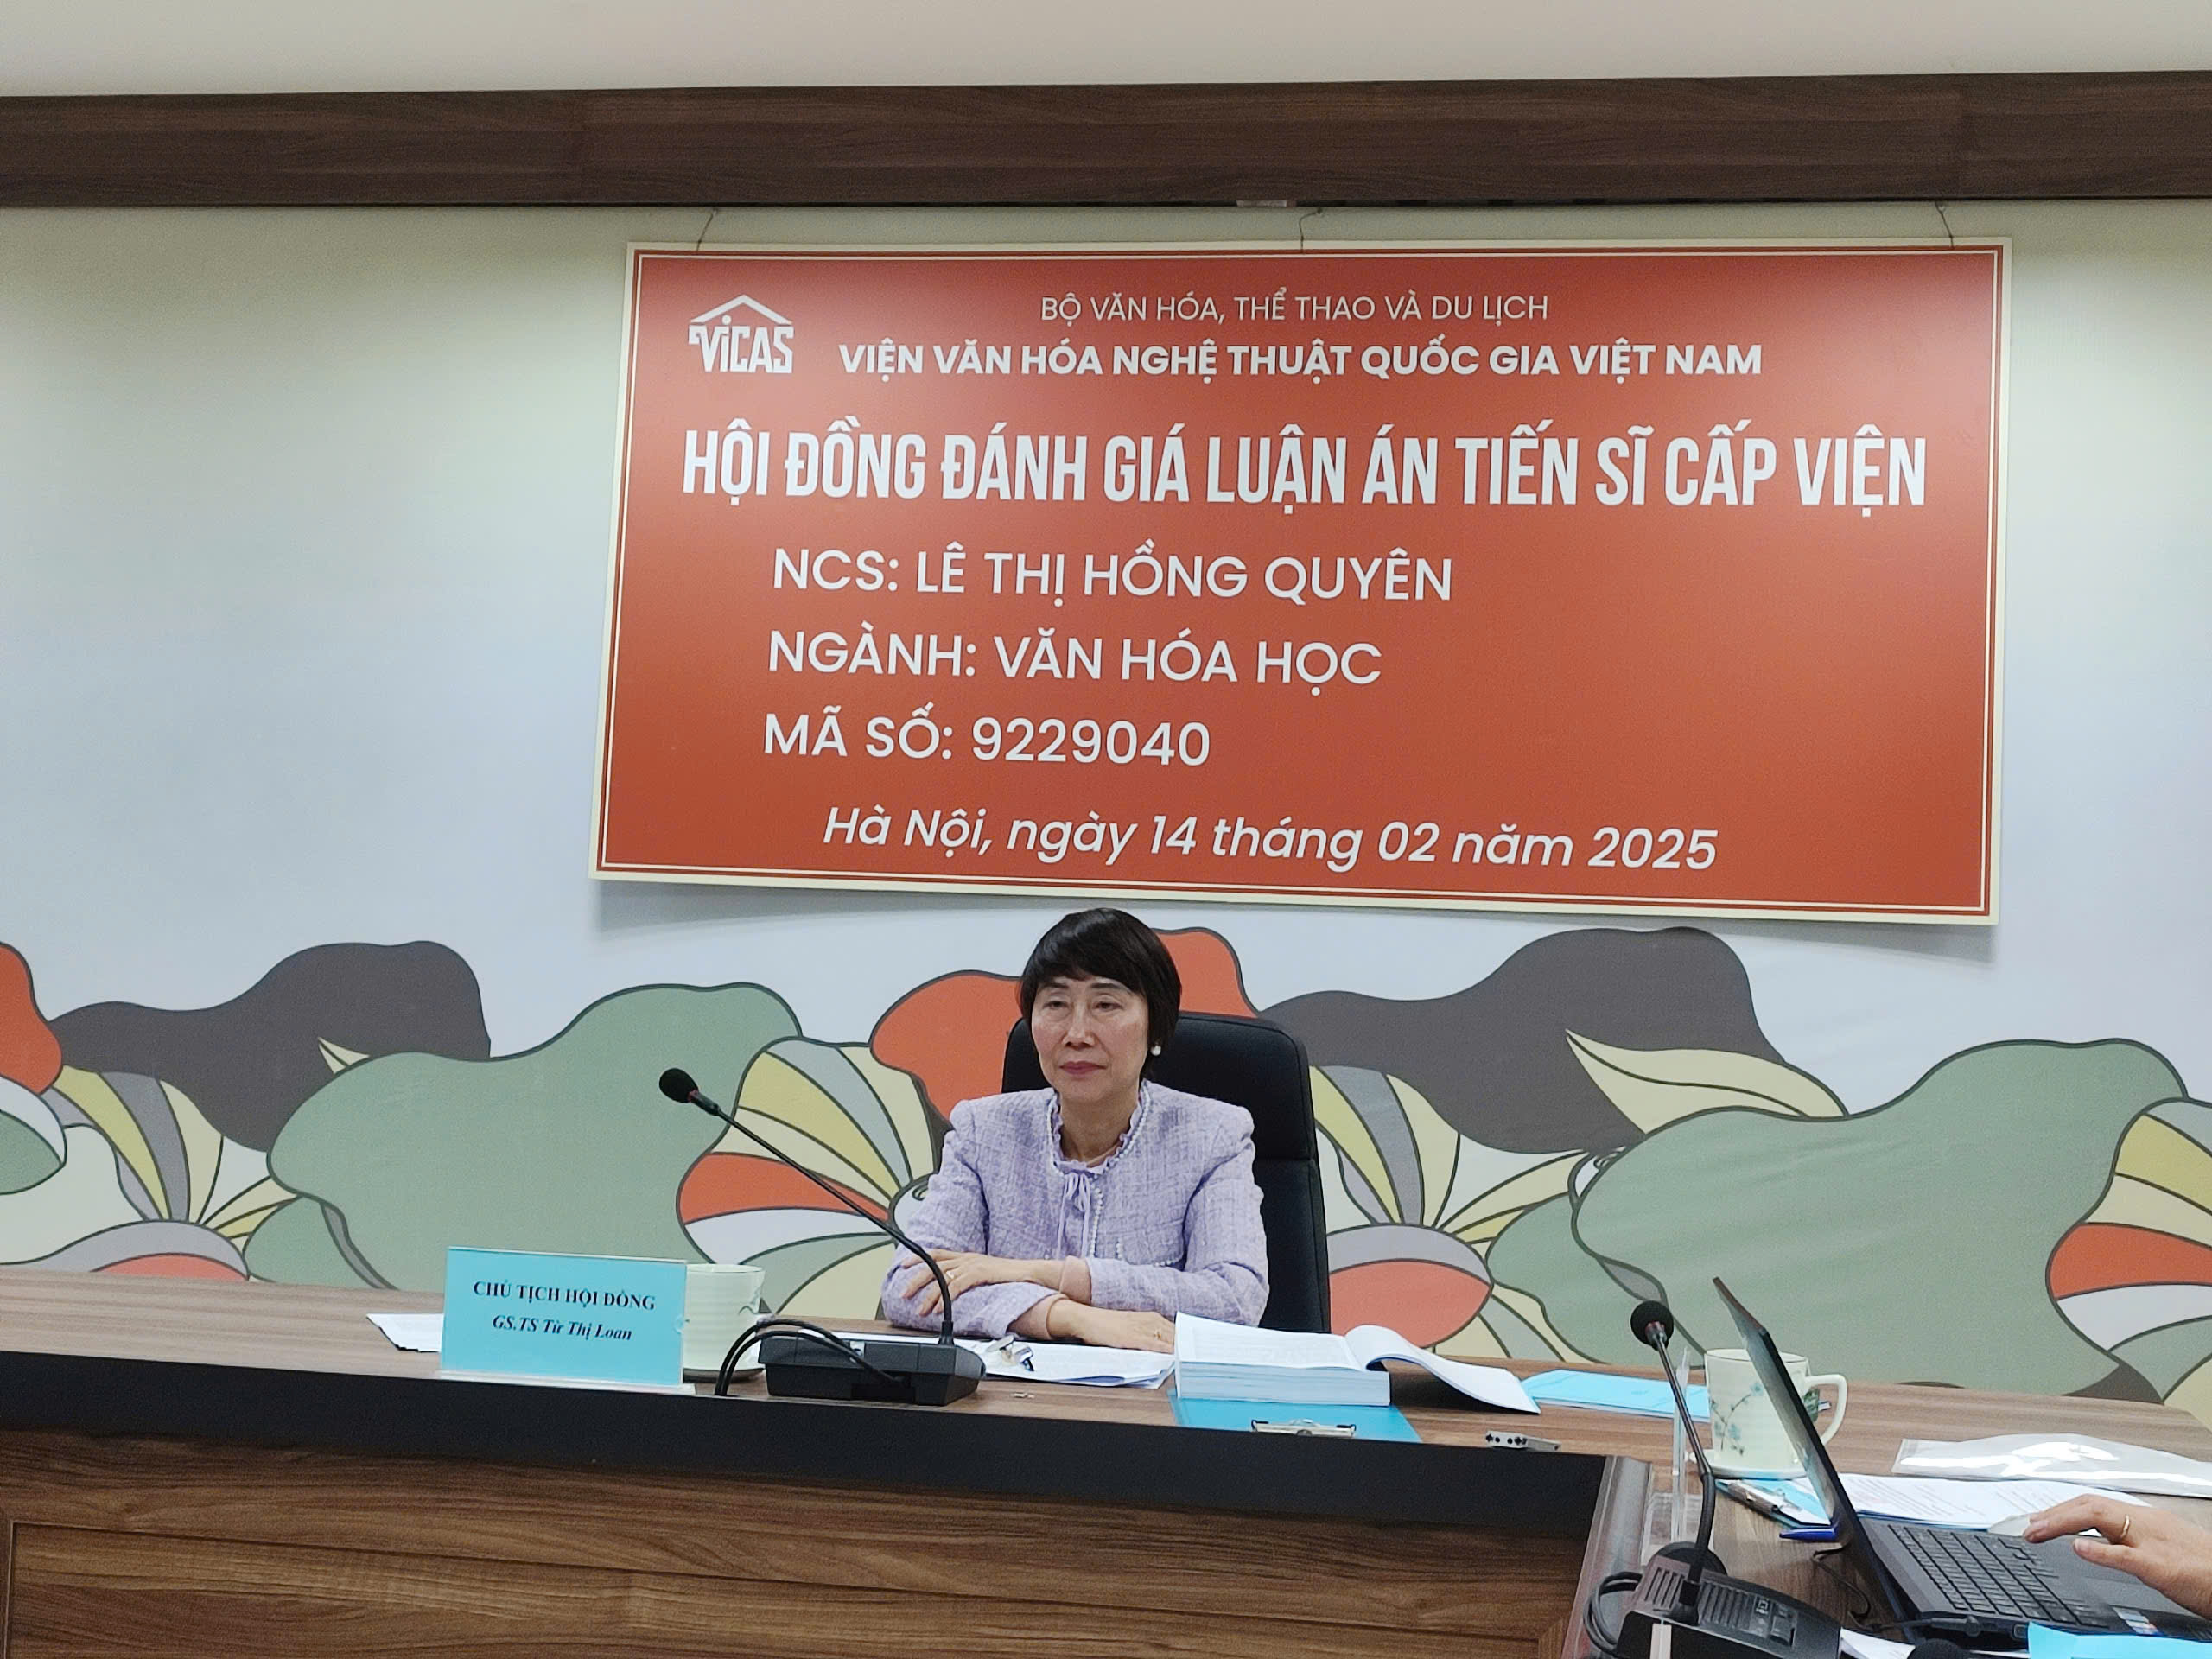 BỘ VĂN HÓA, THỂ THAO VÀ DU LỊCH
ViCAS
VIỆN VĂN HÓA NGHỆ THUẬT QUỐC GIA VIỆT NAM
HỘI ĐỒNG ĐÁNH GIÁ LUẬN ÁN TIẾN SĨ CẤP VIỆN
NCS: LÊ THỊ HỒNG QUYÊN
NGÀNH: VĂN HÓA HỌC
MÃ SỐ: 9229040
Hà Nội, ngày 14 tháng 02 năm 2025
CHỦ TỊCH HỘI ĐỒNG
GS.TS Từ Thị Loan